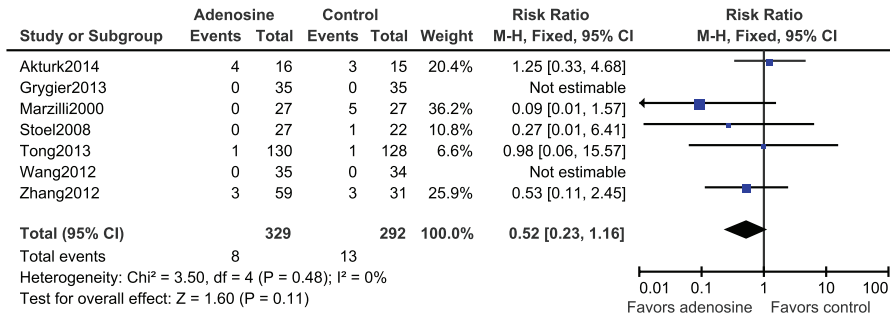 Adenosine Control Risk Ratio Risk Ratio
Study or Subgroup Events Total Events Total Weight M-H, Fixed, 95% CI M-H, Fixed, 95% CI
Akturk2014 4 16 3 15 20.4% 1.25 [0.33, 4.68]
Grygier2013 0 35 0 35 Not estimable
Marzilli2000 0 27 5 27 36.2% 0.09 [0.01, 1.57]
Stoel2008 0 27 1 22 10.8% 0.27 [0.01, 6.41]
Tong2013 1 130 1 128 6.6% 0.98 [0.06, 15.57]
Wang2012 0 35 0 34 Not estimable
Zhang2012 3 59 3 31 25.9% 0.53 [0.11, 2.45]
Total (95% CI) 329 292 100.0% 0.52 [0.23, 1.16]
Total events 8 13
Heterogeneity: Chi² = 3.50, df = 4 (P = 0.48); I² = 0%
Test for overall effect: Z = 1.60 (P = 0.11)
0.01 0.1 1 10 100
Favors adenosine Favors control